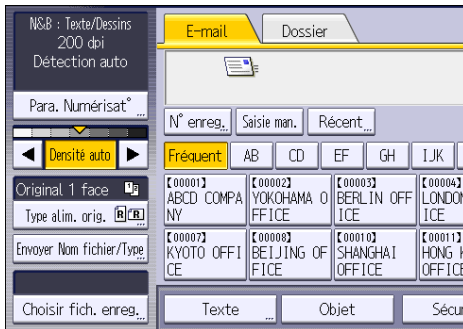 N&B : Texte/Dessins
200 dpi
Détection auto
Para. Numérisat°
Densité auto
Original 1 face
Type alim. orig.
Envoyer Nom fichier/Type
Choisir fich. enreg.
E-mail Dossier
N° enreg. Saisie man. Récent
Fréquent AB CD EF GH IJK
【00001】 【00002】 【00003】 【00004】
ABCD COMPA YOKOHAMA O BERLIN OFF LONDON
NY FFICE ICE ICE
【00007】 【00008】 【00010】 【00011】
KYOTO OFFI BEIJING OF SHANGHAI HONG K
CE FICE OFFICE OFFICE
Texte Objet Sécur